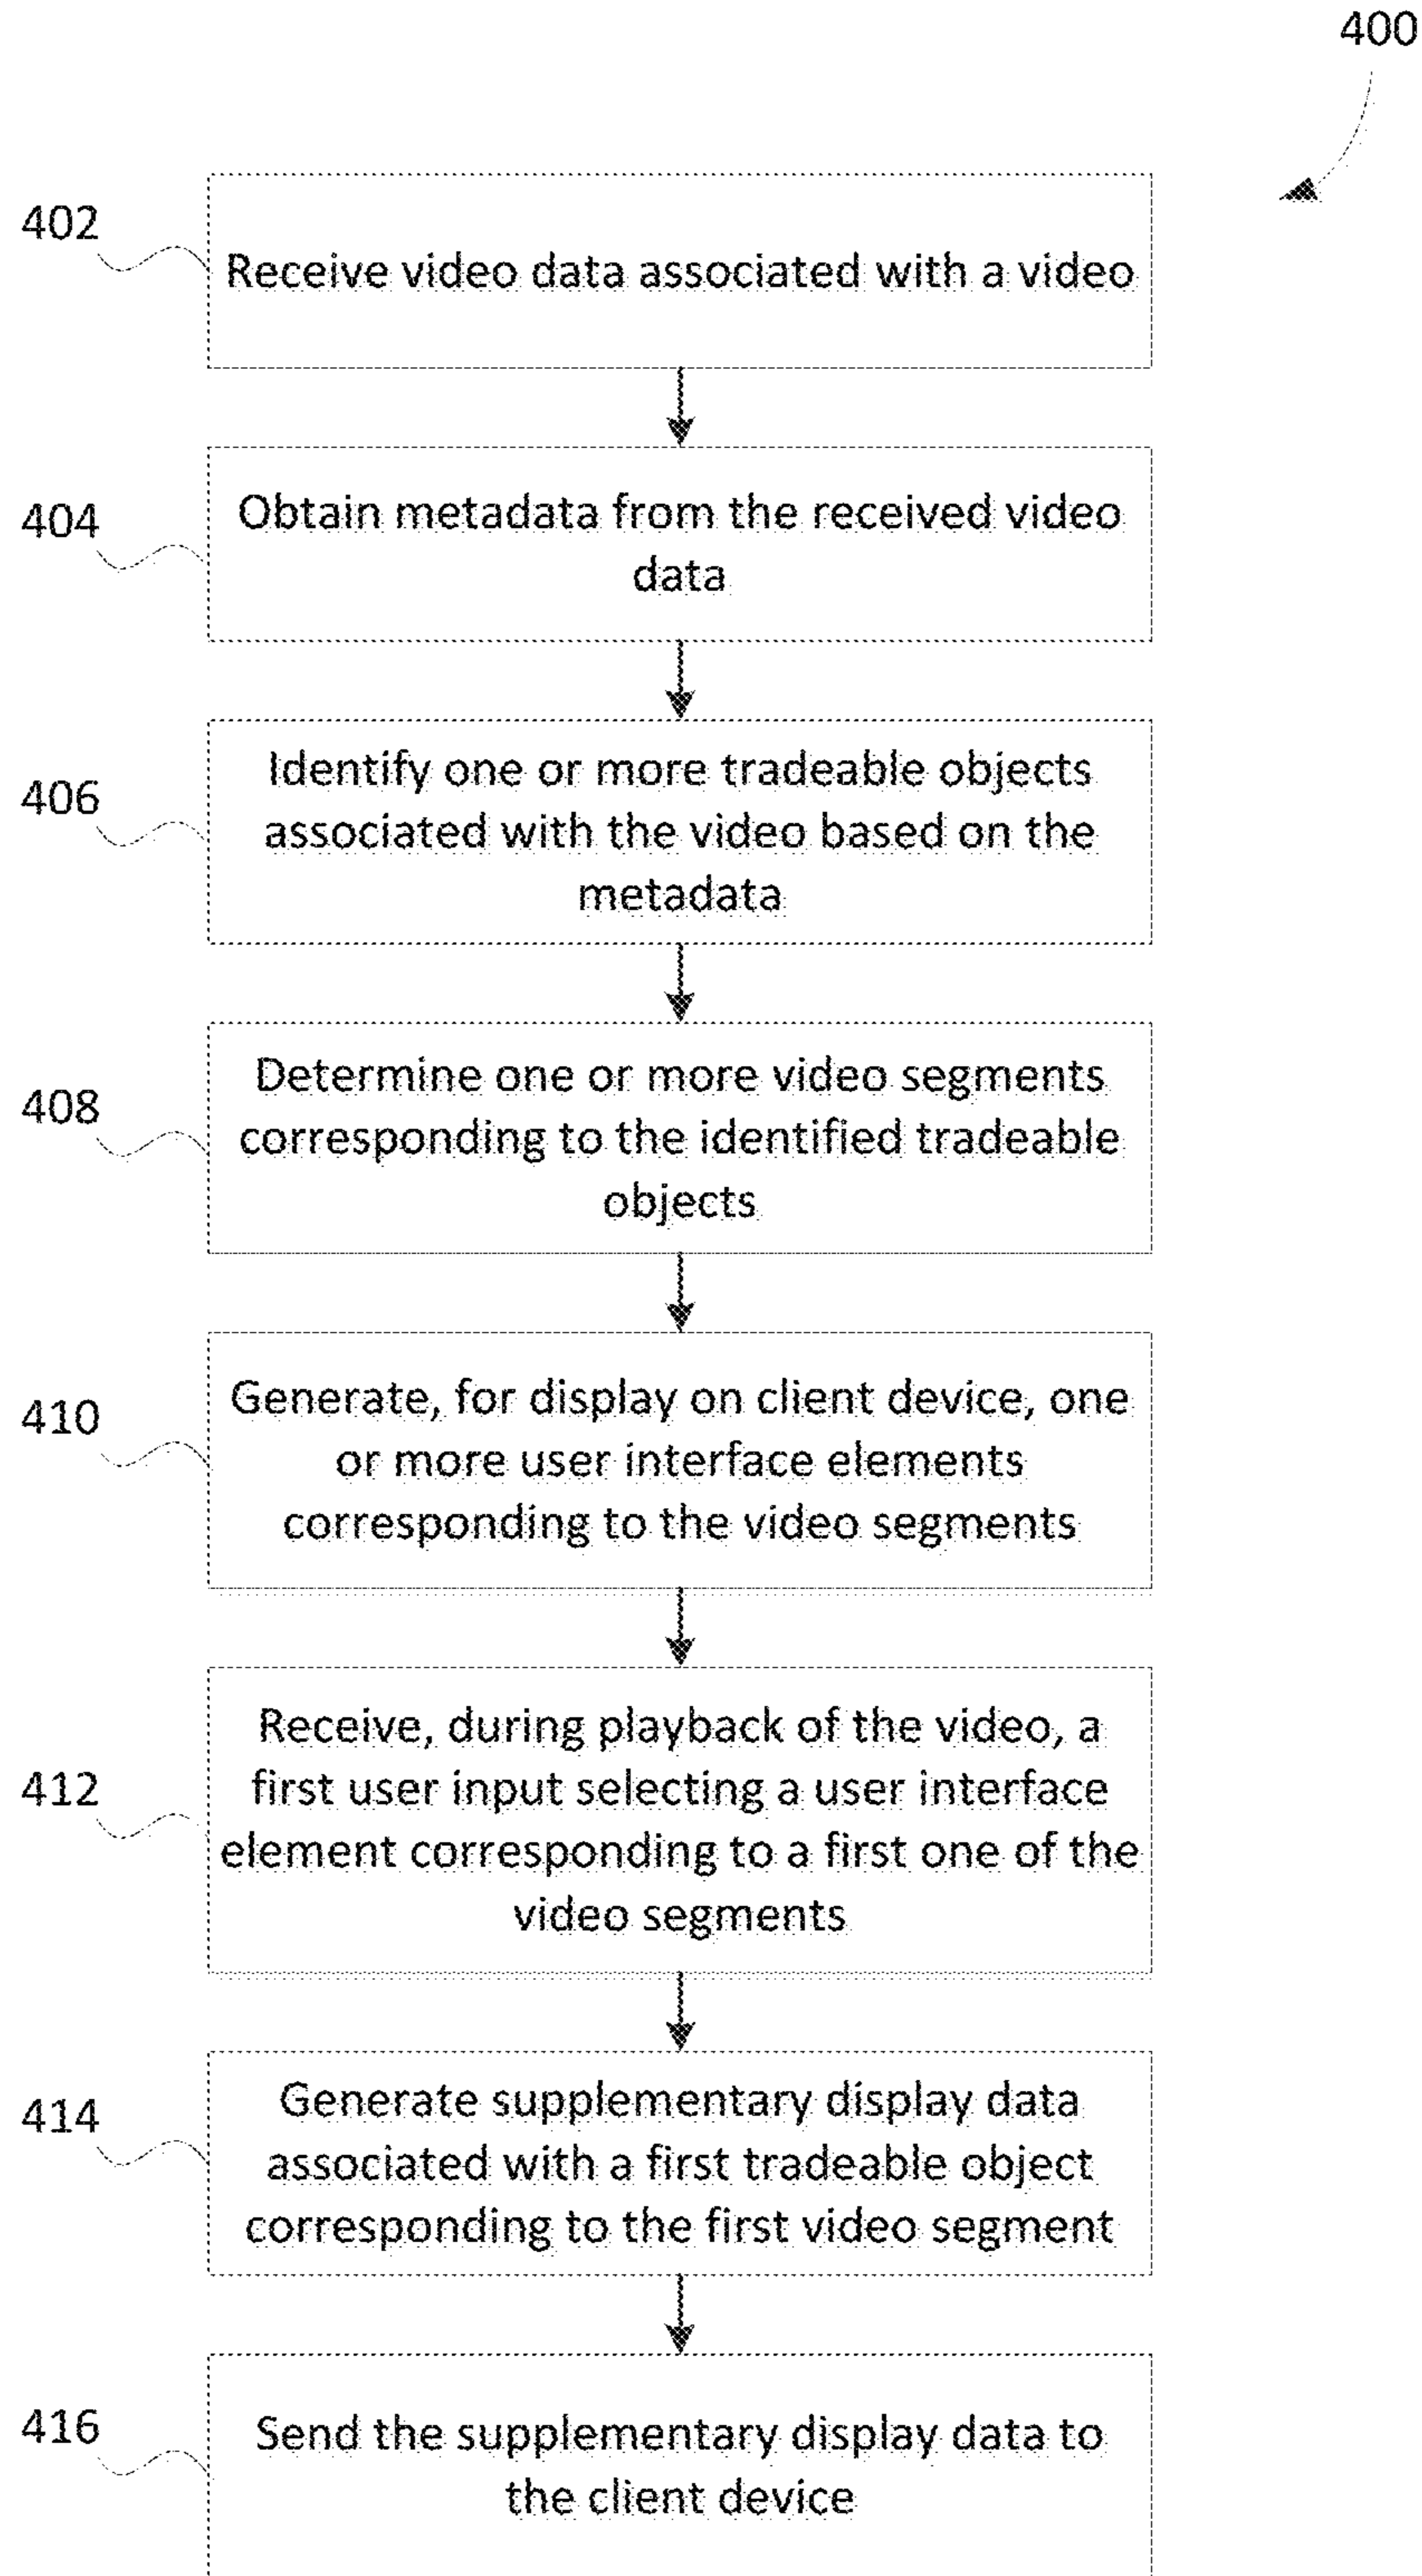 400
402
Receive video data associated with a video
404
Obtain metadata from the received video
data
406
Identify one or more tradeable objects
associated with the video based on the
metadata
408
Determine one or more video segments
corresponding to the identified tradeable
objects
410
Generate, for display on client device, one
or more user interface elements
corresponding to the video segments
412
Receive, during playback of the video, a
first user input selecting a user interface
element corresponding to a first one of the
video segments
414
Generate supplementary display data
associated with a first tradeable object
corresponding to the first video segment
416
Send the supplementary display data to
the client device